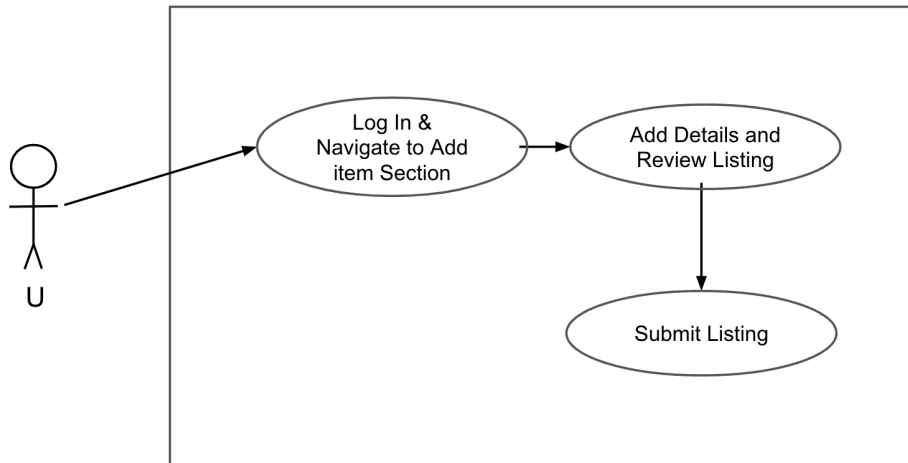 Log In &
Navigate to Add
item Section
Add Details and
Review Listing
U
Submit Listing